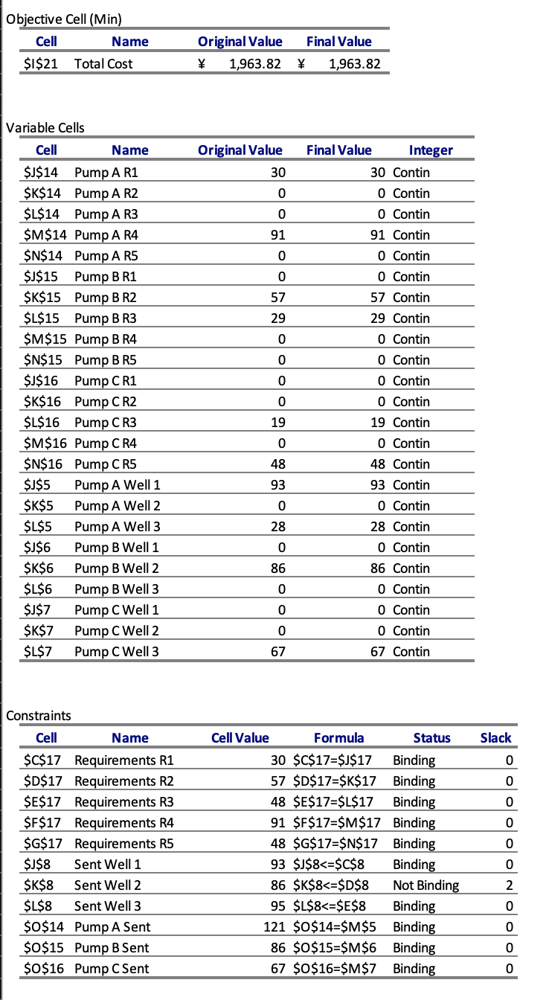 Objective Cell (Min)
Cell Name Original Value Final Value
$I$21 Total Cost ¥ 1,963.82 ¥ 1,963.82
Variable Cells
Cell Name Original Value Final Value Integer
$J$14 Pump A R1 30 30 Contin
$K$14 Pump A R2 0 0 Contin
$L$14 Pump A R3 0 0 Contin
$M$14 Pump A R4 91 91 Contin
$N$14 Pump A R5 0 0 Contin
$J$15 Pump B R1 0 0 Contin
$K$15 Pump B R2 57 57 Contin
$L$15 Pump B R3 29 29 Contin
$M$15 Pump B R4 0 0 Contin
$N$15 Pump B R5 0 0 Contin
$J$16 Pump C R1 0 0 Contin
$K$16 Pump C R2 0 0 Contin
$L$16 Pump C R3 19 19 Contin
$M$16 Pump C R4 0 0 Contin
$N$16 Pump C R5 48 48 Contin
$J$5 Pump A Well 1 93 93 Contin
$K$5 Pump A Well 2 0 0 Contin
$L$5 Pump A Well 3 28 28 Contin
$J$6 Pump B Well 1 0 0 Contin
$K$6 Pump B Well 2 86 86 Contin
$L$6 Pump B Well 3 0 0 Contin
$J$7 Pump C Well 1 0 0 Contin
$K$7 Pump C Well 2 0 0 Contin
$L$7 Pump C Well 3 67 67 Contin
Constraints
Cell Name Cell Value Formula Status Slack
$C$17 Requirements R1 30 $C$17=$J$17 Binding 0
$D$17 Requirements R2 57 $D$17=$K$17 Binding 0
$E$17 Requirements R3 48 $E$17=$L$17 Binding 0
$F$17 Requirements R4 91 $F$17=$M$17 Binding 0
$G$17 Requirements R5 48 $G$17=$N$17 Binding 0
$J$8 Sent Well 1 93 $J$8<=$C$8 Binding 0
$K$8 Sent Well 2 86 $K$8<=$D$8 Not Binding 2
$L$8 Sent Well 3 95 $L$8<=$E$8 Binding 0
$O$14 Pump A Sent 121 $O$14=$M$5 Binding 0
$O$15 Pump B Sent 86 $O$15=$M$6 Binding 0
$O$16 Pump C Sent 67 $O$16=$M$7 Binding 0